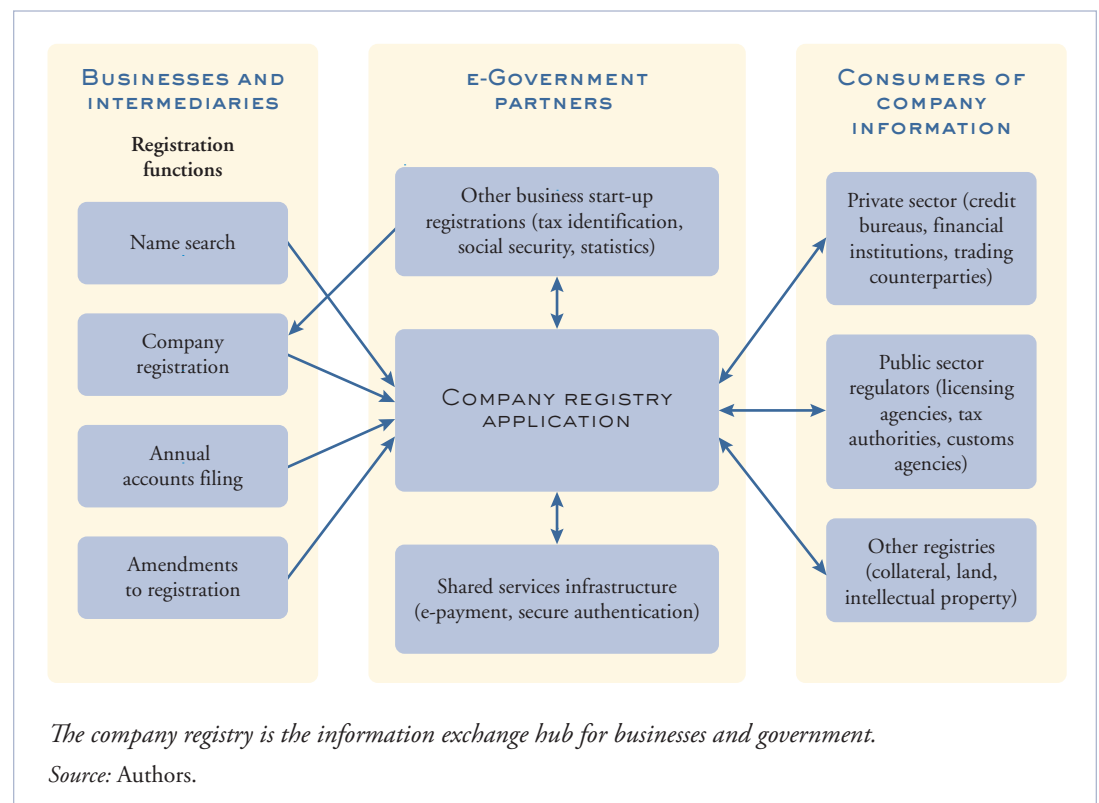 BUSINESSES AND
INTERMEDIARIES
Registration
functions
Name search
Company
registration
Annual
accounts filing
Amendments
to registration
E-GOVERNMENT
PARTNERS
Other business start-up
registrations (tax identification,
social security, statistics)
COMPANY REGISTRY
APPLICATION
Shared services infrastructure
(e-payment, secure authentication)
CONSUMERS OF
COMPANY
INFORMATION
Private sector (credit
bureaus, financial
institutions, trading
counterparties)
Public sector
regulators (licensing
agencies, tax
authorities, customs
agencies)
Other registries
(collateral, land,
intellectual property)
The company registry is the information exchange hub for businesses and government.
Source: Authors.